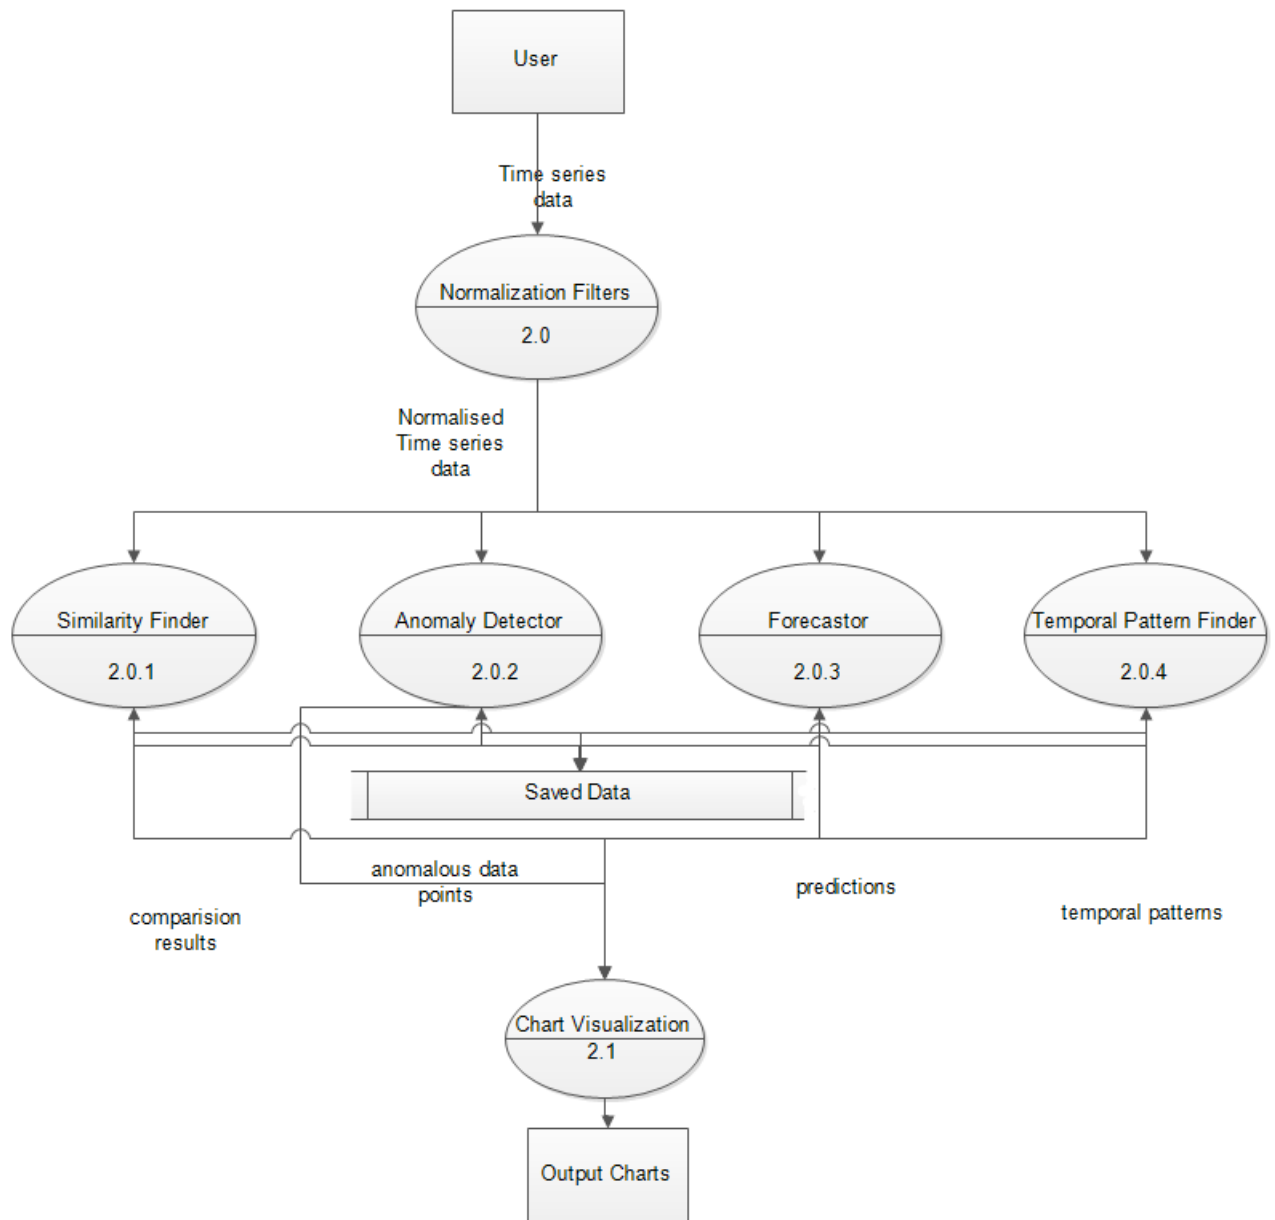 User
Time series
data
Normalization Filters
2.0
Normalised
Time series
data
Similarity Finder
2.0.1
Anomaly Detector
2.0.2
Forecastor
2.0.3
Temporal Pattern Finder
2.0.4
Saved Data
anomalous data
points
predictions
comparision
results
temporal patterns
Chart Visualization
2.1
Output Charts